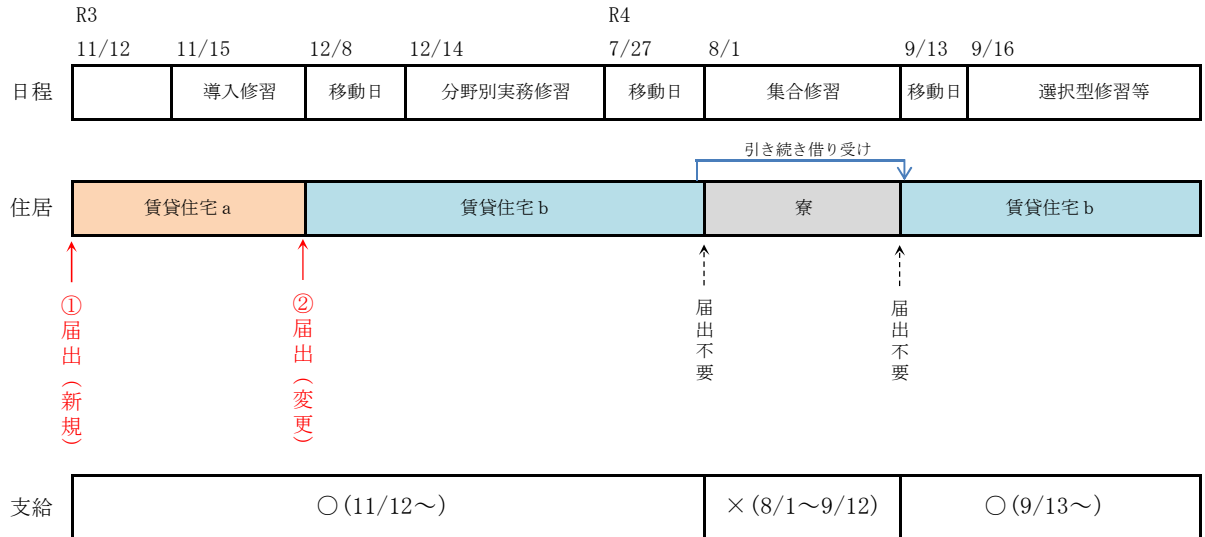 R3 R4
11/12 11/15 12/8 12/14 7/27 8/1 9/13 9/16
日程 導入修習 移動日 分野別実務修習 移動日 集合修習 移動日 選択型修習等
引き続き借り受け
住居 賃貸住宅a 賃貸住宅b 寮 賃貸住宅b
①届出(新規)
②届出(変更)
届出不要
届出不要
支給 ○(11/12～) ×(8/1～9/12) ○(9/13～)